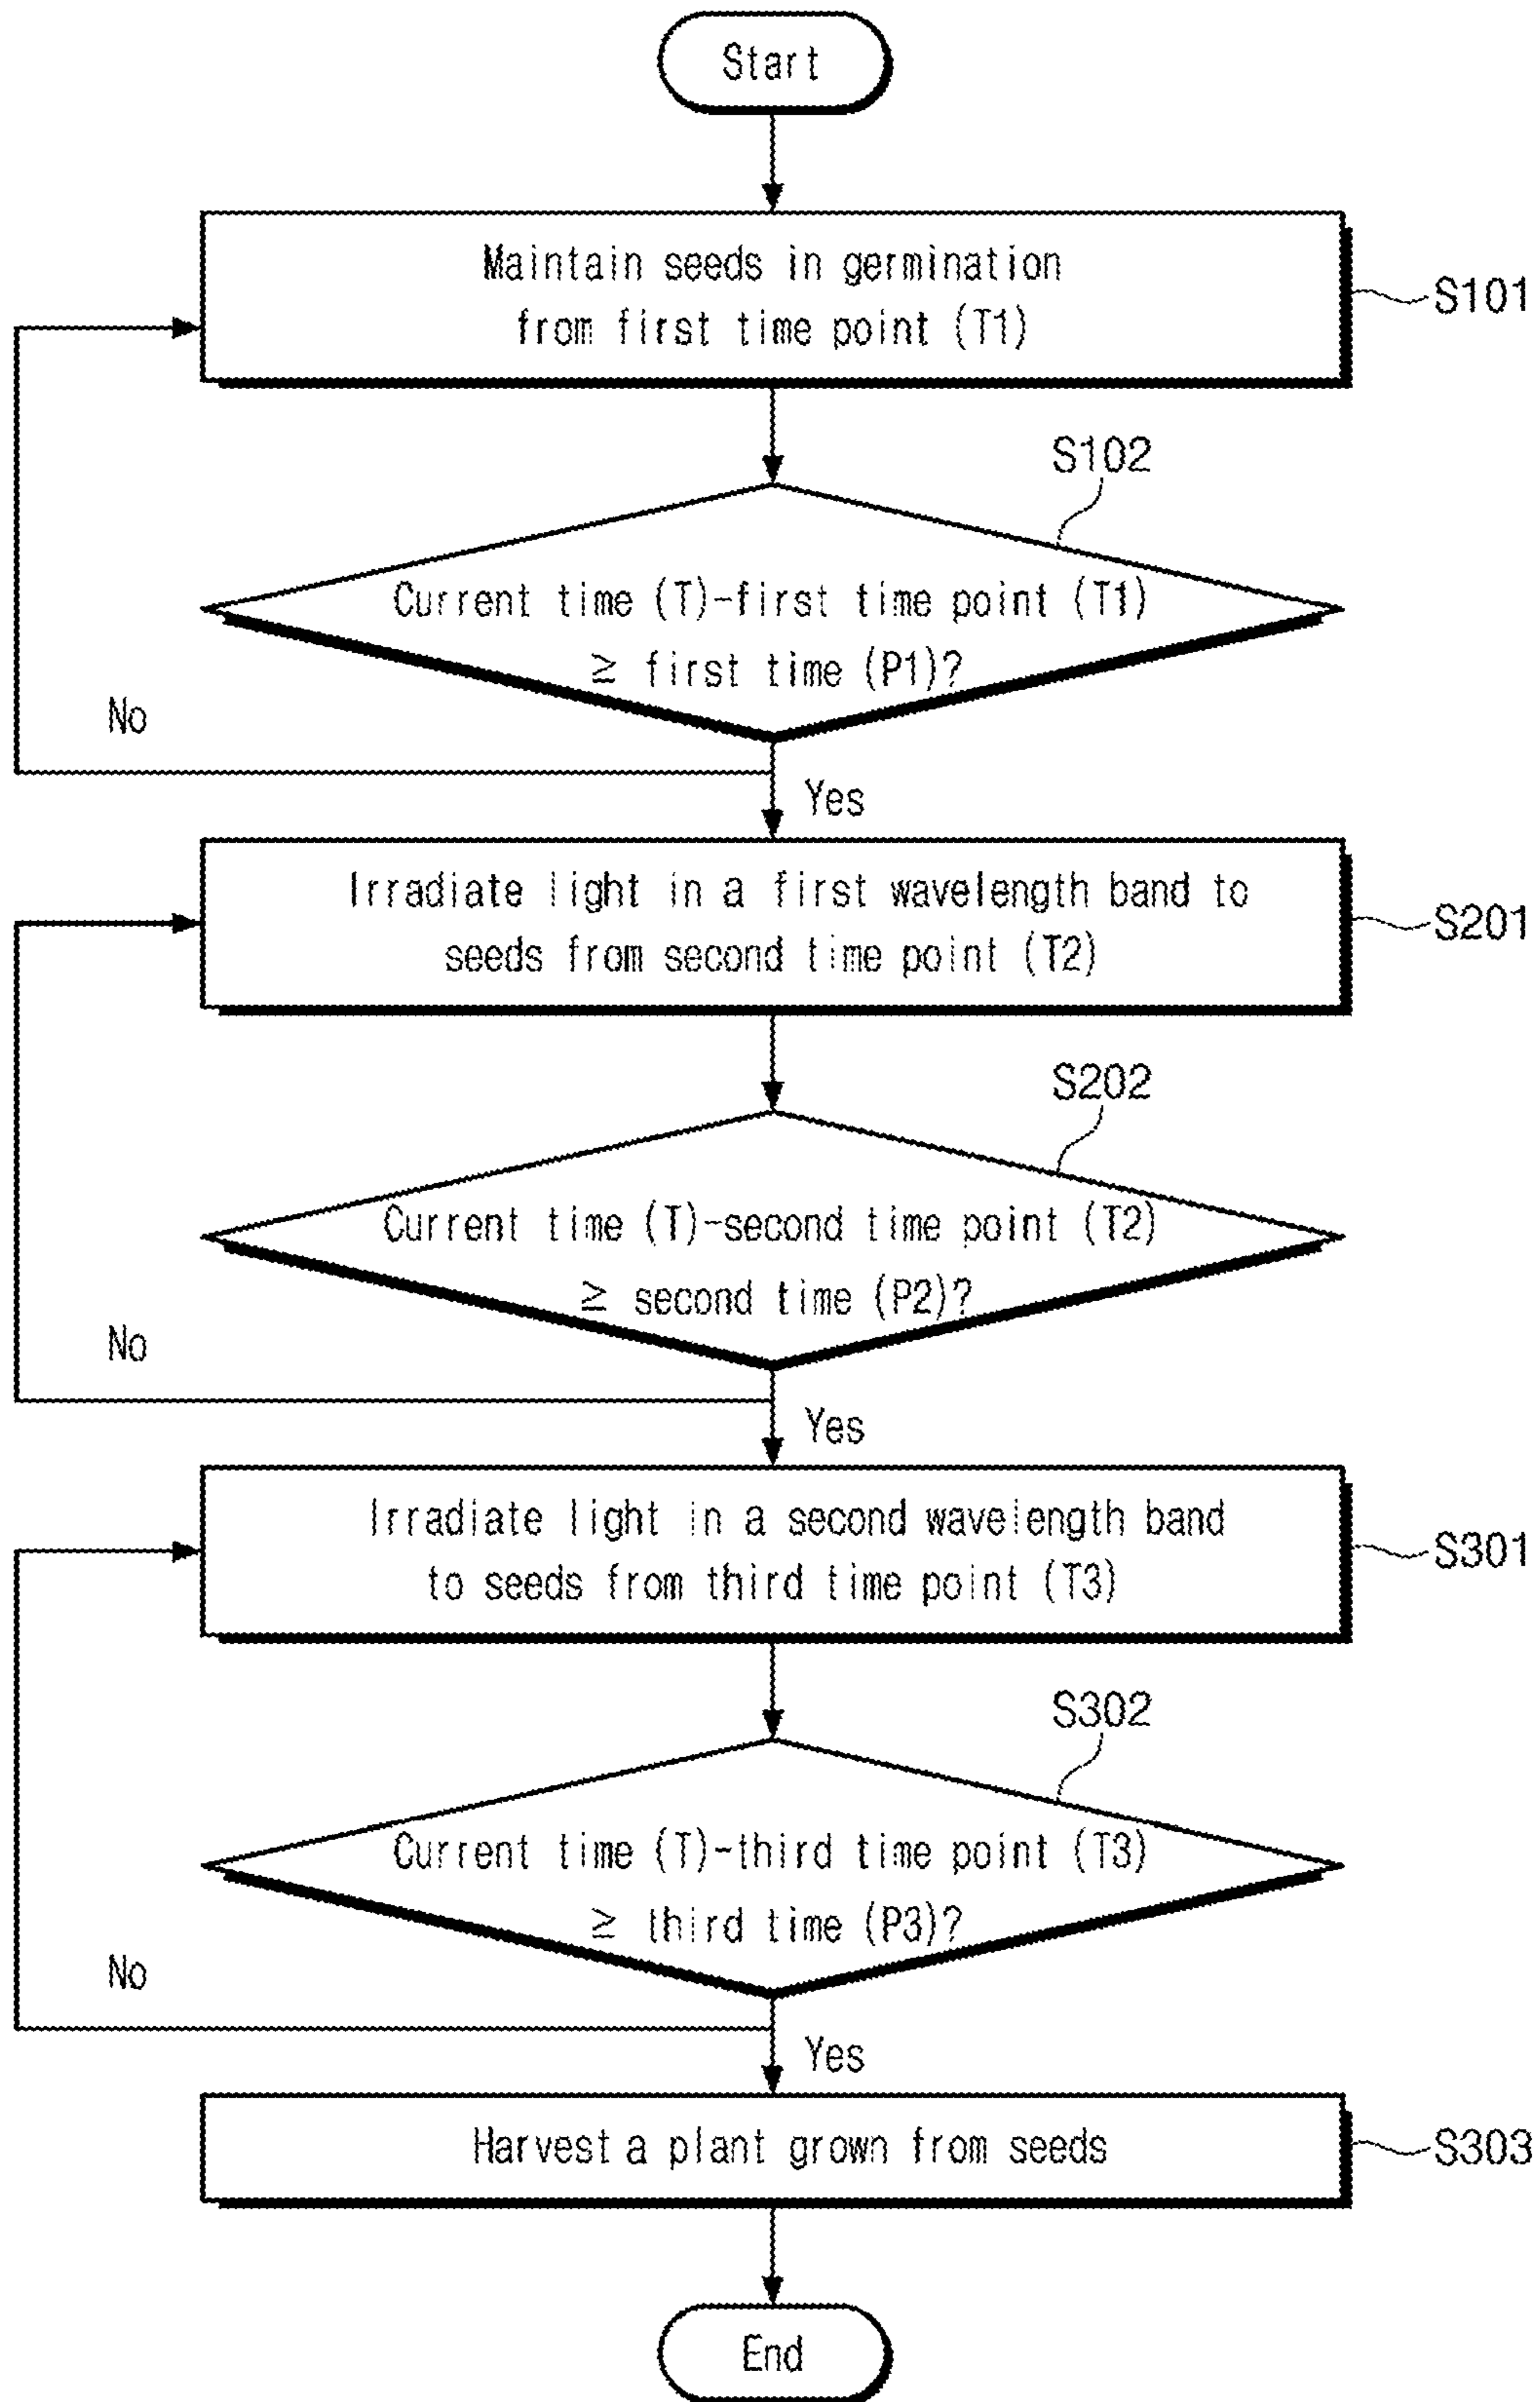 Start
Maintain seeds in germination
from first time point (T1)
S101
S102
Current time (T)-first time point (T1)
≥ first time (P1)?
No
Yes
Irradiate light in a first wavelength band to
seeds from second time point (T2)
S201
S202
Current time (T)-second time point (T2)
≥ second time (P2)?
No
Yes
Irradiate light in a second wavelength band
to seeds from third time point (T3)
S301
S302
Current time (T)-third time point (T3)
≥ third time (P3)?
No
Yes
Harvest a plant grown from seeds
S303
End